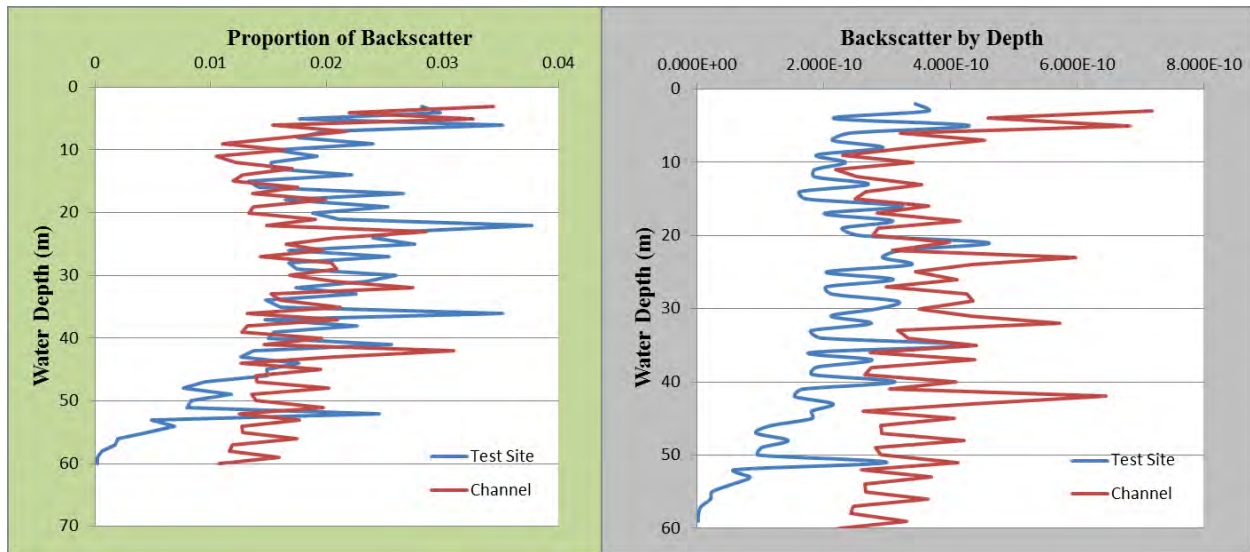 Proportion of Backscatter
0 0.01 0.02 0.03 0.04
0
10
20
30
40
50
60
70
Water Depth (m)
Test Site
Channel
Backscatter by Depth
0.000E+00 2.000E-10 4.000E-10 6.000E-10 8.000E-10
0
10
20
30
40
50
60
Water Depth (m)
Test Site
Channel